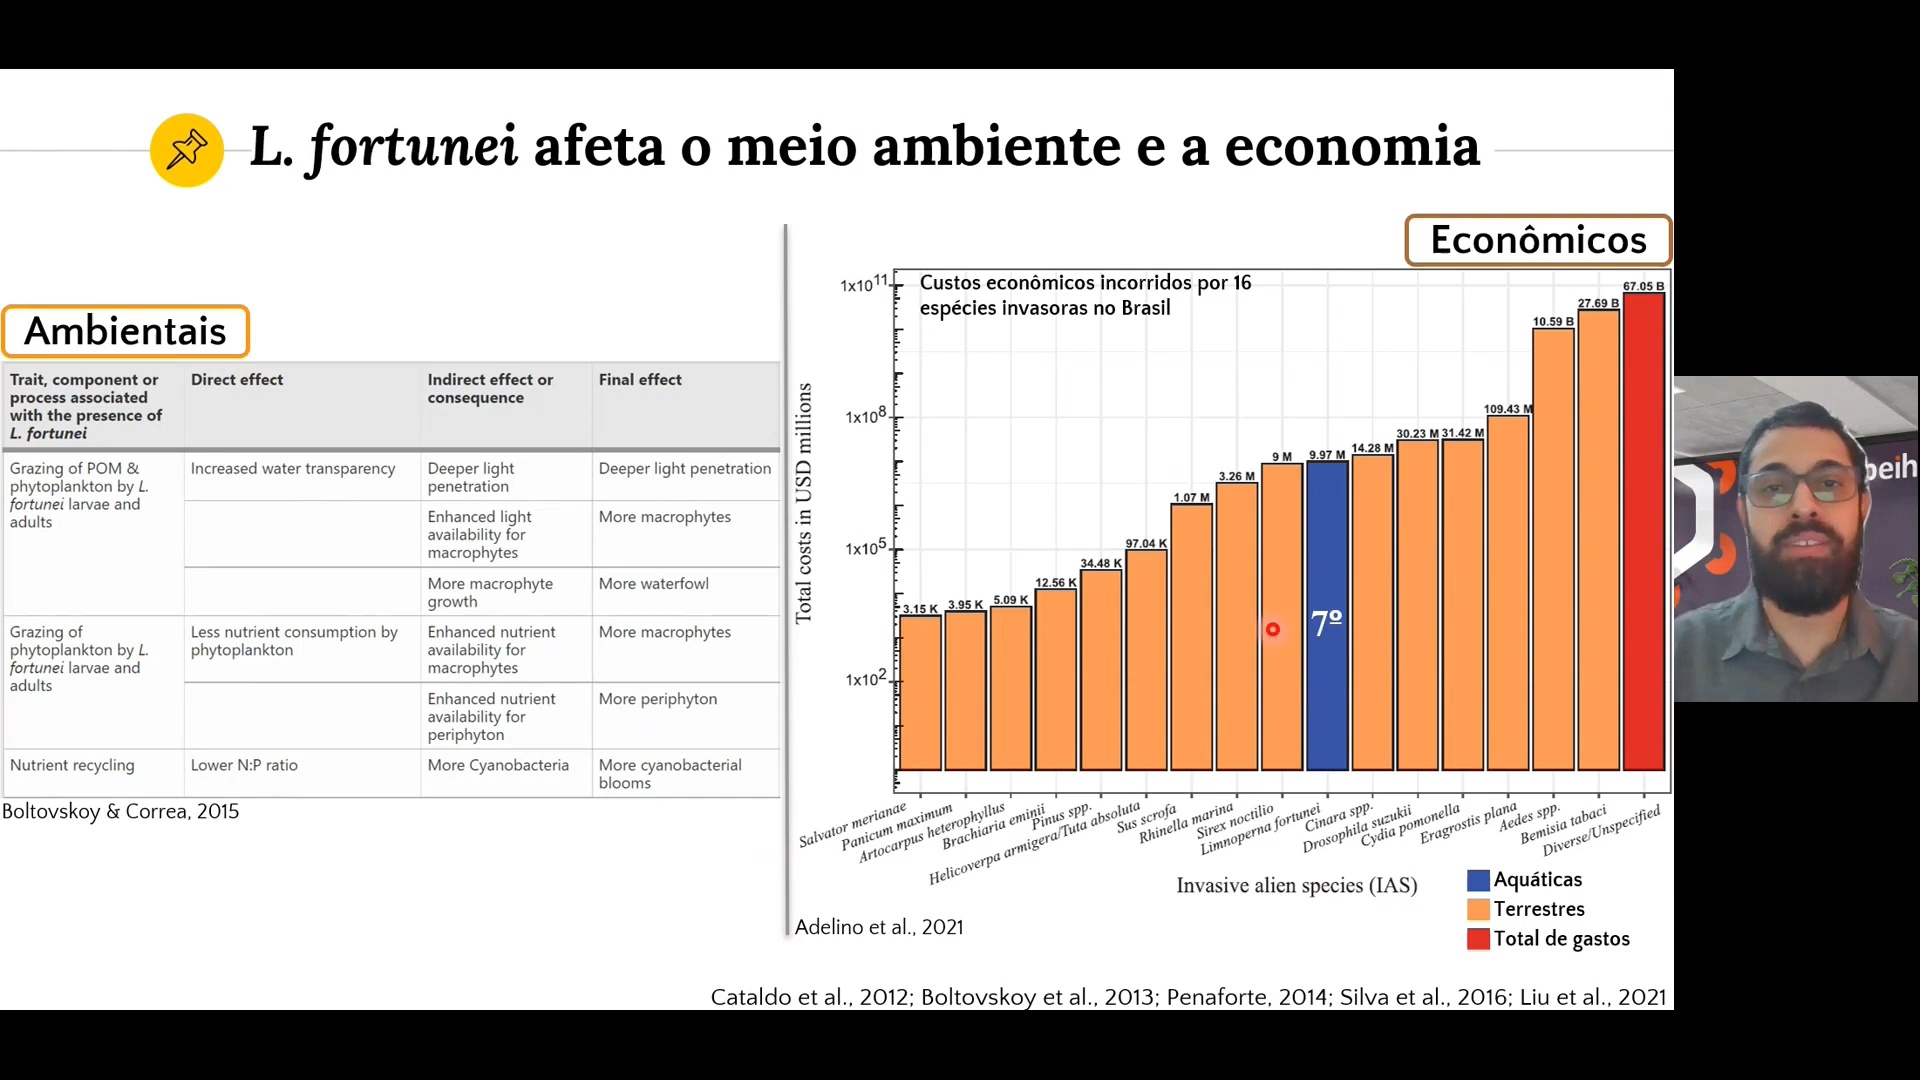 L. fortunei afeta o meio ambiente e a economia
Ambientais
Trait, component or
process associated
with the presence of
L. fortunei
Direct effect
Indirect effect or
consequence
Final effect
Grazing of POM &
phytoplankton by L.
fortunei larvae and
adults
Increased water transparency
Deeper light
penetration
Deeper light penetration
Enhanced light
availability for
macrophytes
More macrophytes
More macrophyte
growth
More waterfowl
Grazing of
phytoplankton by L.
fortunei larvae and
adults
Less nutrient consumption by
phytoplankton
Enhanced nutrient
availability for
macrophytes
More macrophytes
Enhanced nutrient
availability for
periphyton
More periphyton
Nutrient recycling
Lower N:P ratio
More Cyanobacteria
More cyanobacterial
blooms
Boltovskoy & Correa, 2015
Econômicos
Custos econômicos incorridos por 16
espécies invasoras no Brasil
Total costs in USD millions
1x10¹¹
1x10⁸
1x10⁵
1x10²
3.15 K
3.95 K
5.09 K
12.56 K
34.48 K
97.04 K
1.07 M
3.26 M
9 M
9.97 M
14.28 M
30.23 M
31.42 M
109.43 M
10.59 B
27.69 B
67.05 B
7º
Salvator merianae
Panicum maximum
Artocarpus heterophyllus
Brachiaria eminii
Pinus spp.
Helicoverpa armigera/Tuta absoluta
Sus scrofa
Rhinella marina
Sirex noctilio
Limnoperna fortunei
Cinara spp.
Drosophila suzukii
Cydia pomonella
Eragrostis plana
Aedes spp.
Bemisia tabaci
Diverse/Unspecified
Invasive alien species (IAS)
Aquáticas
Terrestres
Total de gastos
Adelino et al., 2021
Cataldo et al., 2012; Boltovskoy et al., 2013; Penaforte, 2014; Silva et al., 2016; Liu et al., 2021
beih